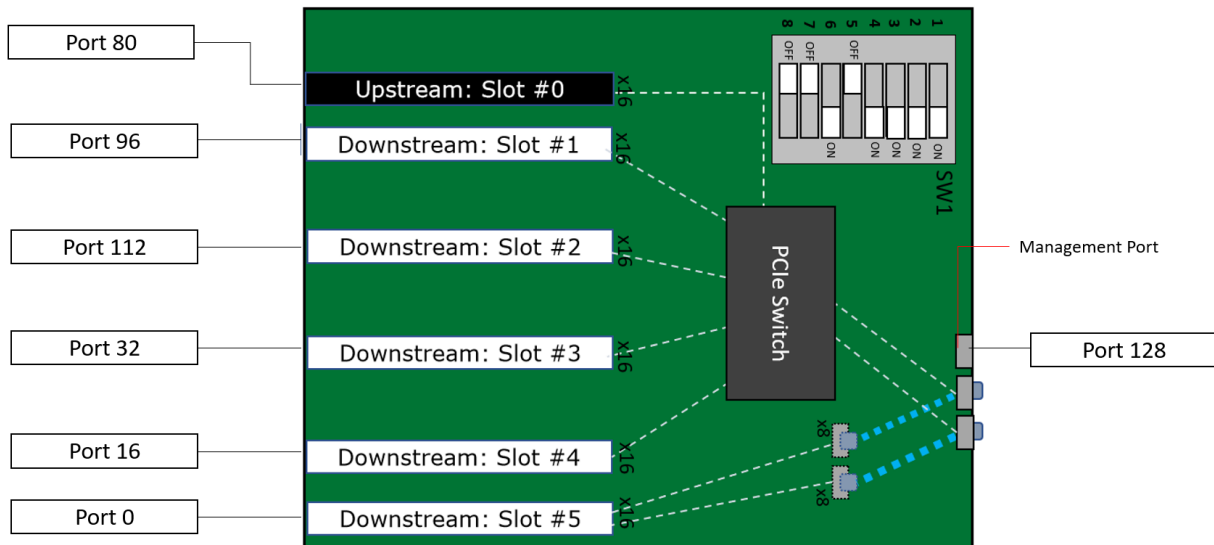 Port 80
Port 96
Port 112
Port 32
Port 16
Port 0
Upstream: Slot #0
x16
Downstream: Slot #1
x16
Downstream: Slot #2
x16
Downstream: Slot #3
x16
Downstream: Slot #4
x16
Downstream: Slot #5
x16
8 7 6 5 4 3 2 1
OFF OFF OFF
ON ON ON ON ON
SW1
PCIe Switch
x8
x8
Management Port
Port 128